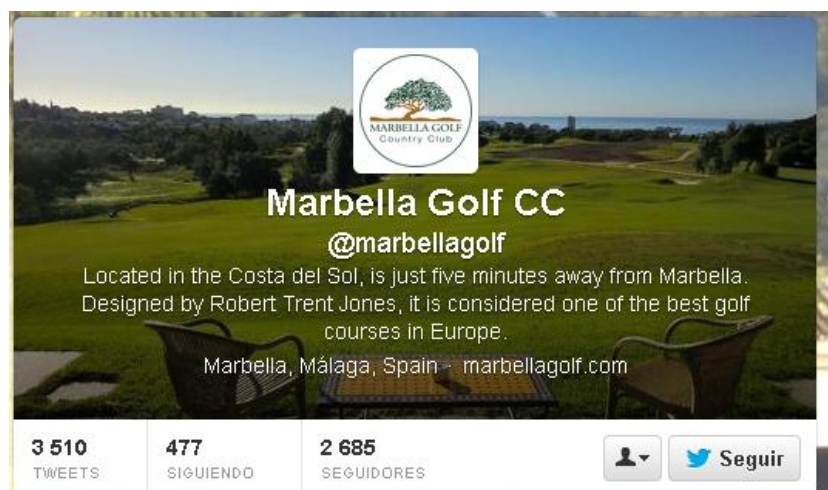 MARBELLA GOLF
Country Club
Marbella Golf CC
@marbellagolf
Located in the Costa del Sol, is just five minutes away from Marbella.
Designed by Robert Trent Jones, it is considered one of the best golf
courses in Europe.
Marbella, Málaga, Spain - marbellagolf.com
3 510 477 2 685
TWEETS SIGUIENDO SEGUIDORES
Seguir